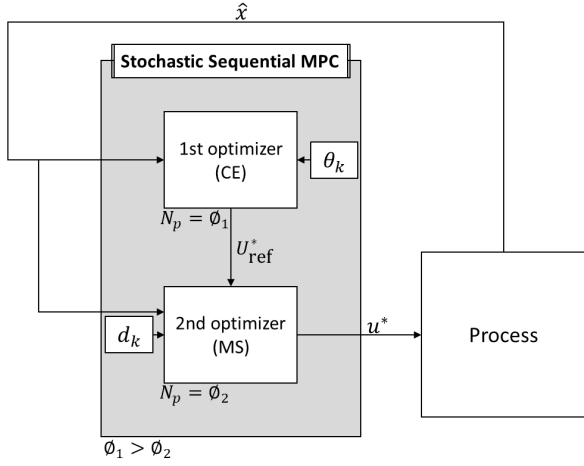 x̂
Stochastic Sequential MPC
1st optimizer
(CE)
θ_k
N_p = ∅_1
U*_ref
2nd optimizer
(MS)
d_k
u*
Process
N_p = ∅_2
∅_1 > ∅_2